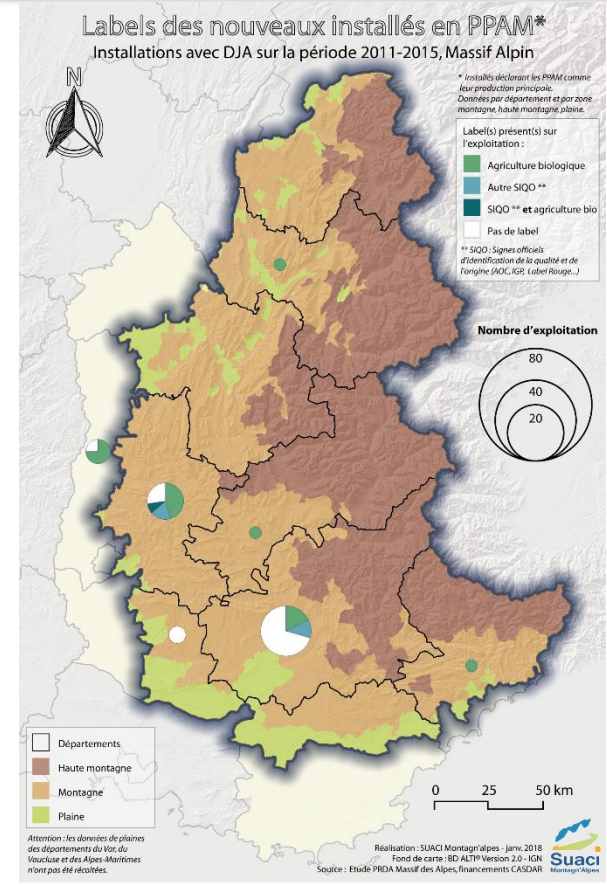 Labels des nouveaux installés en PPAM*
Installations avec DJA sur la période 2011-2015, Massif Alpin
N
* Installés déclarant les PPAM comme
leur production principale.
Données par département et par zone
montagne, haute montagne, plaine.
Label(s) présent(s) sur
l'exploitation :
Agriculture biologique
Autre SIQO **
SIQO ** et agriculture bio
Pas de label
** SIQO : Signes officiels
d'identification de la qualité et de
l'origine (AOC, IGP, Label Rouge...)
Nombre d'exploitation
80
40
20
Départements
Haute montagne
Montagne
Plaine
0 25 50 km
Attention : les données de plaines
des départements du Var, du
Vaucluse et des Alpes-Maritimes
n'ont pas été récoltées.
Réalisation : SUACI Montagn'alpes - janv. 2018
Fond de carte : BD ALTI® Version 2.0 - IGN
Source : Etude PRDA Massif des Alpes, financements CASDAR
Suaci
Montagn'Alpes